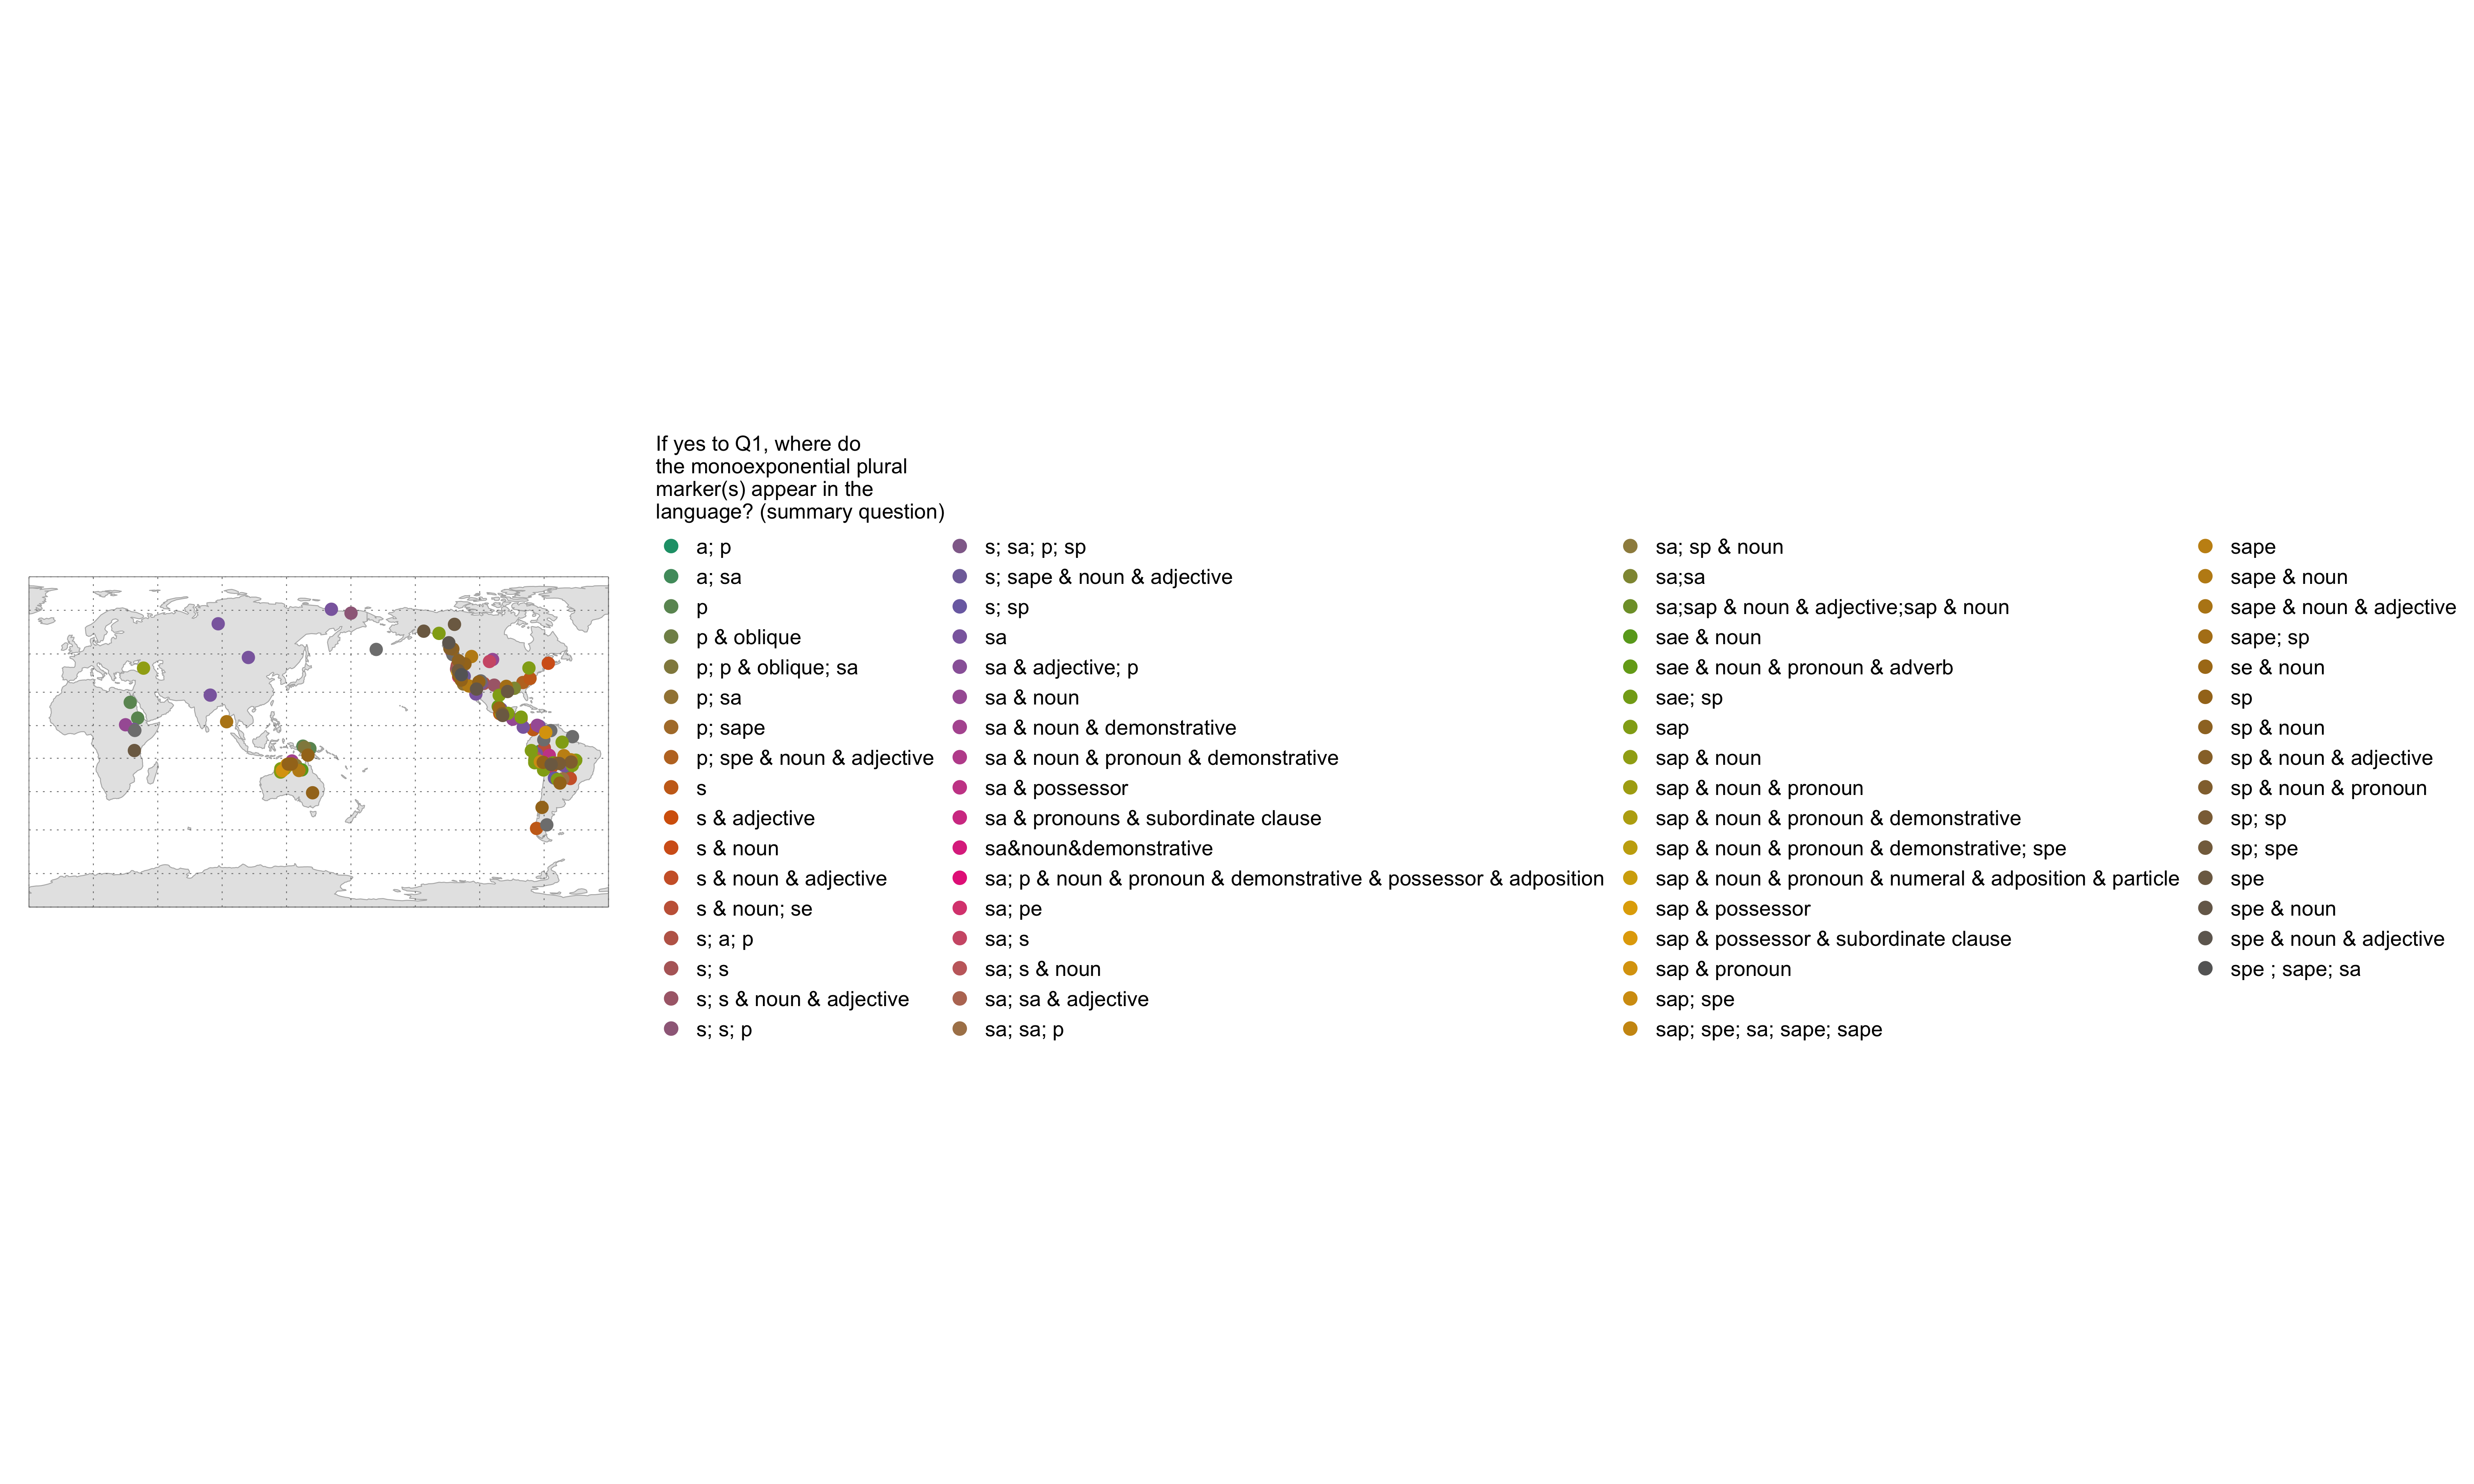 If yes to Q1, where do
the monoexponential plural
marker(s) appear in the
language? (summary question)
a; p
a; sa
p
p & oblique
p; p & oblique; sa
p; sa
p; sape
p; spe & noun & adjective
s
s & adjective
s & noun
s & noun & adjective
s & noun; se
s; a; p
s; s
s; s & noun & adjective
s; s; p
s; sa; p; sp
s; sape & noun & adjective
s; sp
sa
sa & adjective; p
sa & noun
sa & noun & demonstrative
sa & noun & pronoun & demonstrative
sa & possessor
sa & pronouns & subordinate clause
sa&noun&demonstrative
sa; p & noun & pronoun & demonstrative & possessor & adposition
sa; pe
sa; s
sa; s & noun
sa; sa & adjective
sa; sa; p
sa; sp & noun
sa;sa
sa;sap & noun & adjective;sap & noun
sae & noun
sae & noun & pronoun & adverb
sae; sp
sap
sap & noun
sap & noun & pronoun
sap & noun & pronoun & demonstrative
sap & noun & pronoun & demonstrative; spe
sap & noun & pronoun & numeral & adposition & particle
sap & possessor
sap & possessor & subordinate clause
sap & pronoun
sap; spe
sap; spe; sa; sape; sape
sape
sape & noun
sape & noun & adjective
sape; sp
se & noun
sp
sp & noun
sp & noun & adjective
sp & noun & pronoun
sp; sp
sp; spe
spe
spe & noun
spe & noun & adjective
spe ; sape; sa